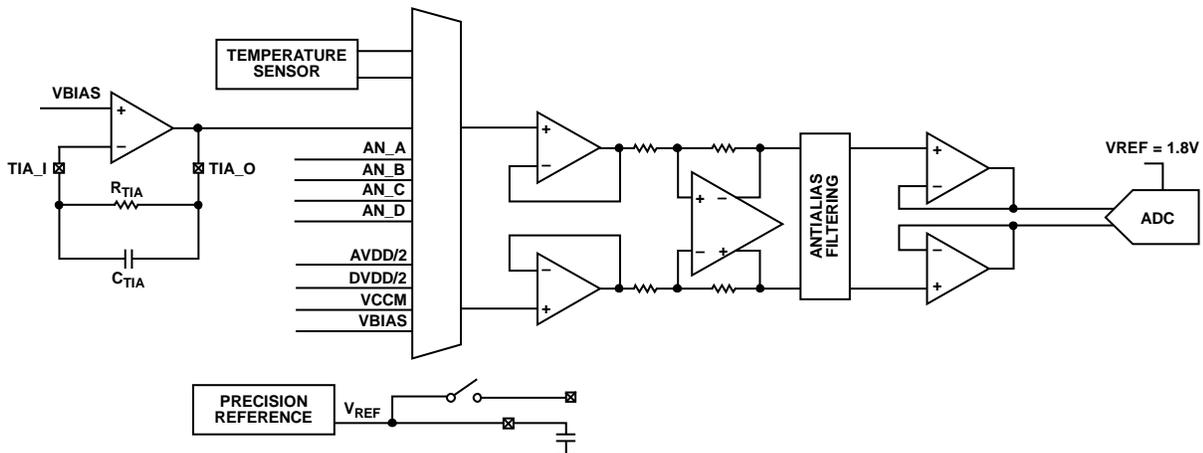 TEMPERATURE
SENSOR
VBIAS
+
−
TIA_I
TIA_O
RTIA
CTIA
AN_A
AN_B
AN_C
AN_D
AVDD/2
DVDD/2
VCCM
VBIAS
+
−
−
+
+ −
− +
ANTIALIAS
FILTERING
+
−
−
+
VREF = 1.8V
ADC
PRECISION
REFERENCE
VREF